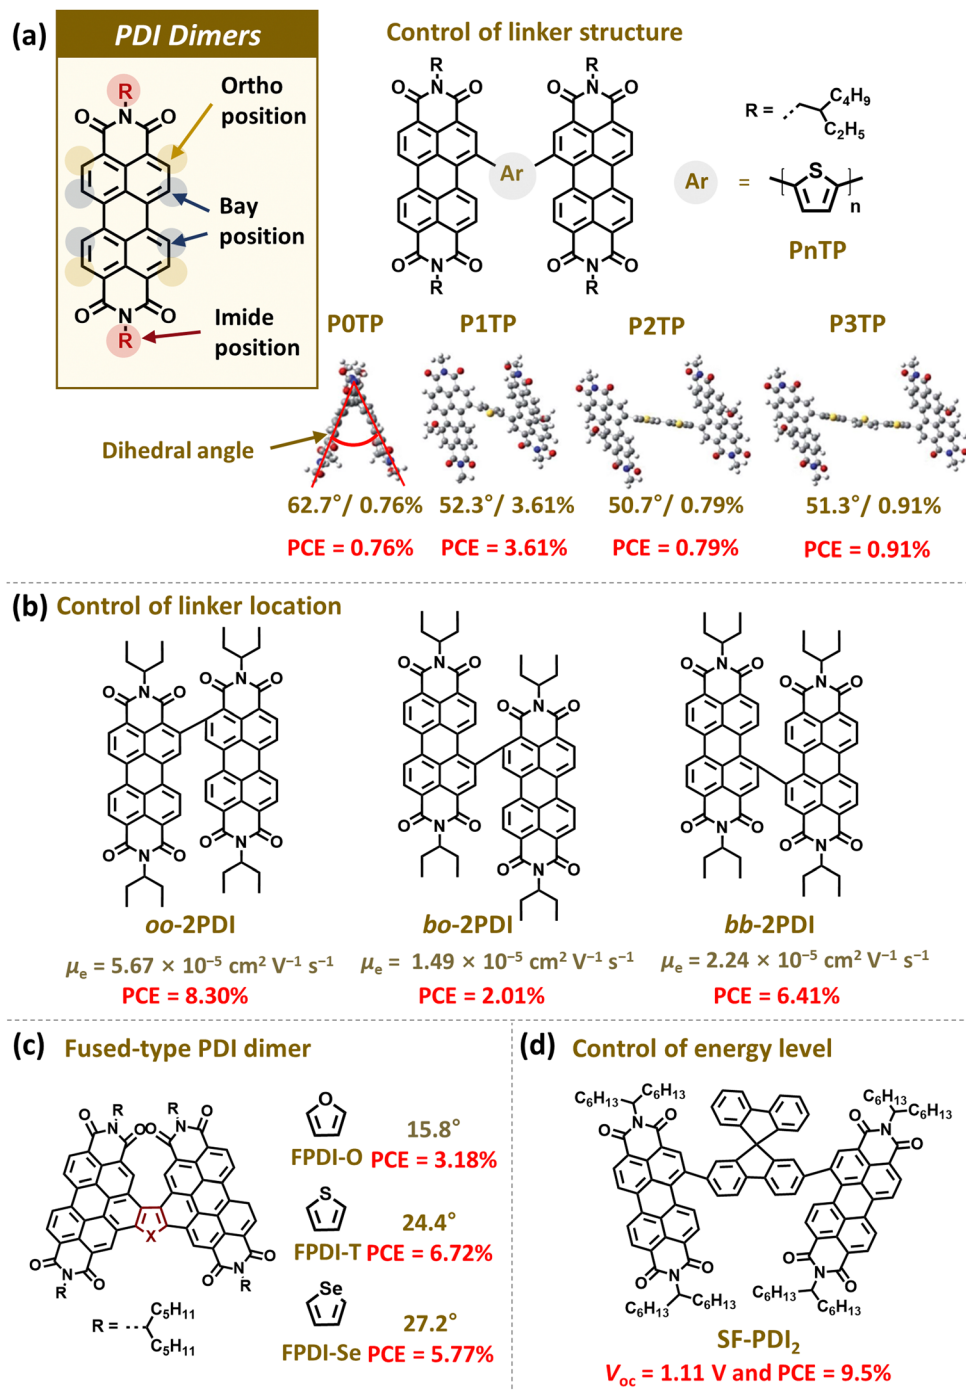 (a)
PDI Dimers
R
N
O
O
Ortho
position
Bay
position
O
O
N
R
Imide
position
Control of linker structure
R
R
O
N
O
O
N
O
Ar
O
N
O
O
N
O
R
R
R =
C4H9
C2H5
Ar
=
S
n
PnTP
P0TP
P1TP
P2TP
P3TP
Dihedral angle
62.7°/ 0.76%
52.3°/ 3.61%
50.7°/ 0.79%
51.3°/ 0.91%
PCE = 0.76%
PCE = 3.61%
PCE = 0.79%
PCE = 0.91%
(b)
Control of linker location
O
N
O
O
N
O
O
N
O
O
N
O
oo-2PDI
μe = 5.67 × 10−5 cm2 V−1 s−1
PCE = 8.30%
O
N
O
O
N
O
O
N
O
O
N
O
bo-2PDI
μe = 1.49 × 10−5 cm2 V−1 s−1
PCE = 2.01%
O
N
O
O
N
O
O
N
O
O
N
O
bb-2PDI
μe = 2.24 × 10−5 cm2 V−1 s−1
PCE = 6.41%
(c)
Fused-type PDI dimer
R
R
O
N
O
O
N
O
X
O
N
O
O
N
O
R
R
R =
C5H11
C5H11
O
15.8°
FPDI-O
PCE = 3.18%
S
24.4°
FPDI-T
PCE = 6.72%
Se
27.2°
FPDI-Se
PCE = 5.77%
(d)
Control of energy level
C6H13
C6H13
C6H13
C6H13
O
N
O
O
N
O
O
N
O
O
N
O
C6H13
C6H13
C6H13
C6H13
SF-PDI2
Voc = 1.11 V and PCE = 9.5%